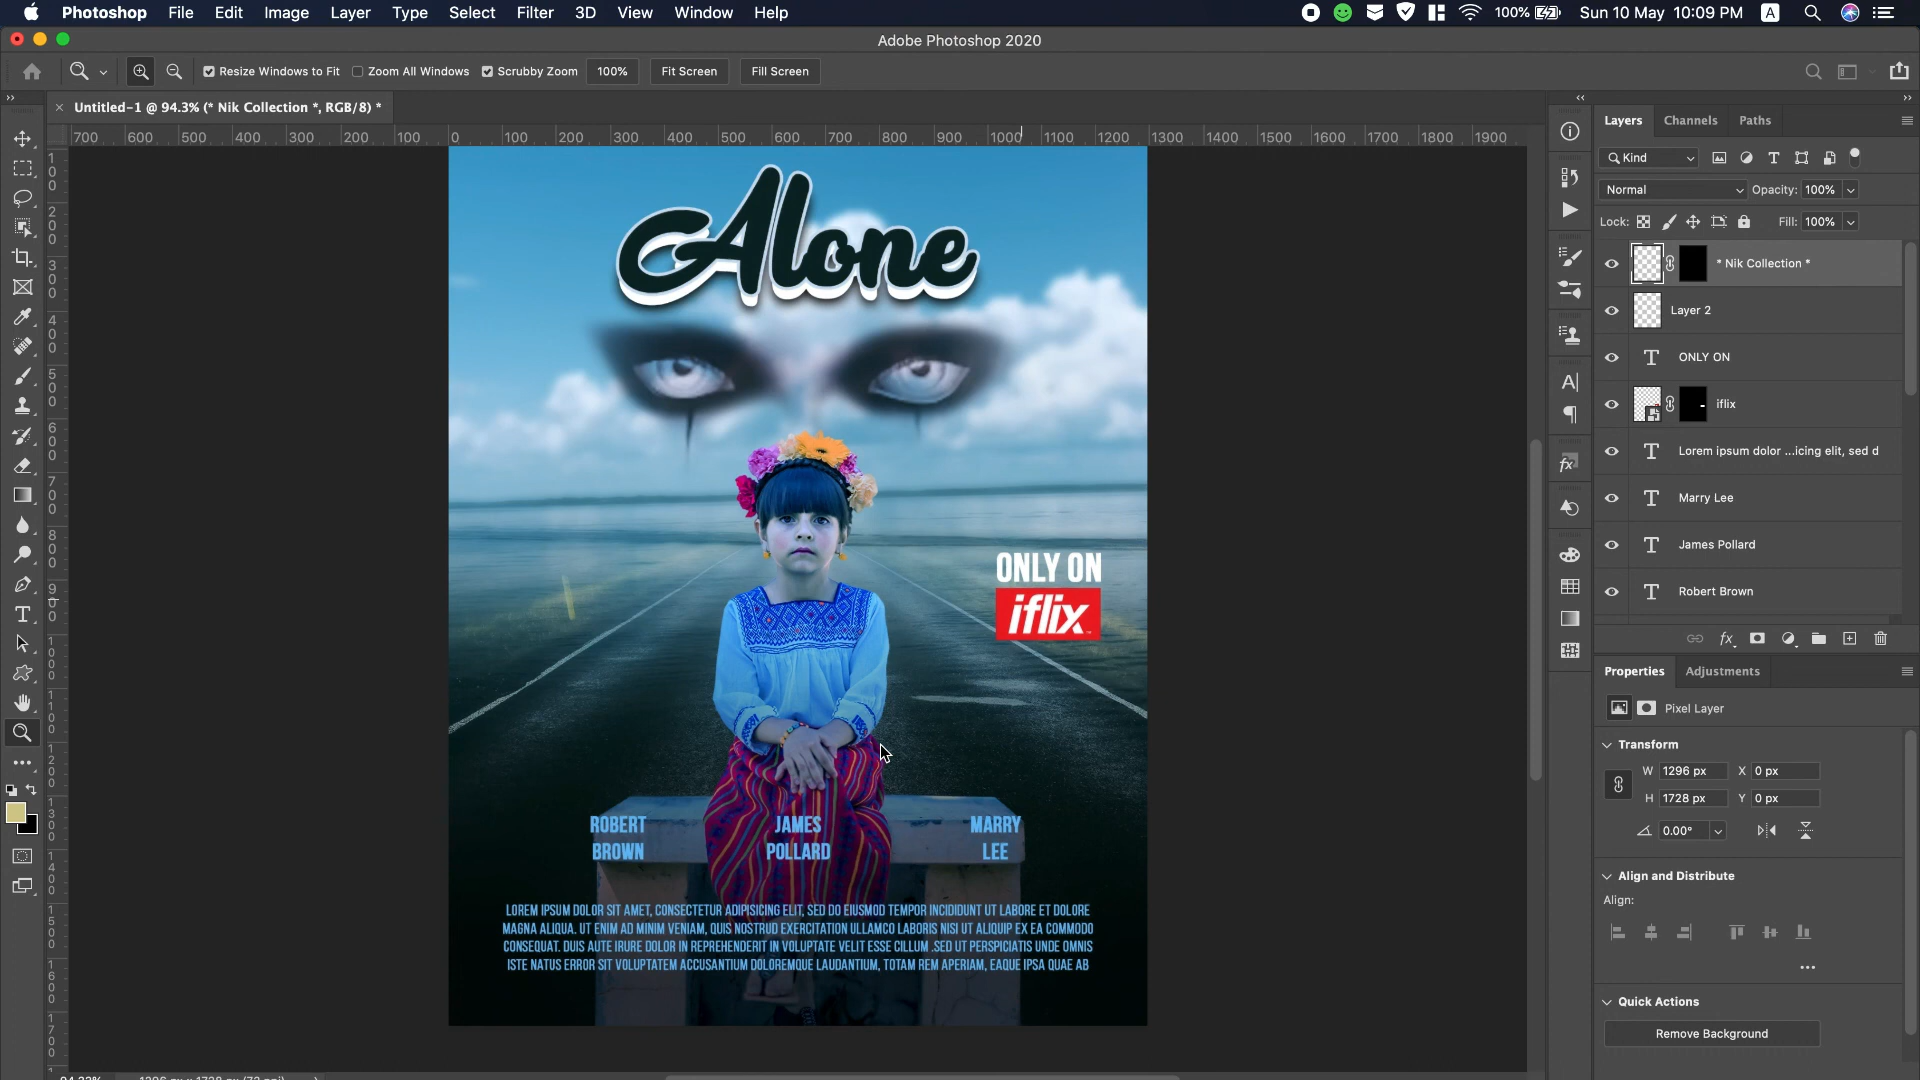 Photoshop File Edit Image Layer Type Select Filter 3D View Window Help 100% Sun 10 May 10:09 PM A
Adobe Photoshop 2020
Resize Windows to Fit Zoom All Windows Scrubby Zoom 100% Fit Screen Fill Screen
Untitled-1 @ 94.3% (* Nik Collection *, RGB/8) *
700 600 500 400 300 200 100 0 100 200 300 400 500 600 700 800 900 1000 1100 1200 1300 1400 1500 1600 1700 1800 1900
Alone
ONLY ON
iflix
ROBERT
BROWN
JAMES
POLLARD
MARRY
LEE
LOREM IPSUM DOLOR SIT AMET, CONSECTETUR ADIPISICING ELIT, SED DO EIUSMOD TEMPOR INCIDIDUNT UT LABORE ET DOLORE
MAGNA ALIQUA. UT ENIM AD MINIM VENIAM, QUIS NOSTRUD EXERCITATION ULLAMCO LABORIS NISI UT ALIQUIP EX EA COMMODO
CONSEQUAT. DUIS AUTE IRURE DOLOR IN REPREHENDERIT IN VOLUPTATE VELIT ESSE CILLUM .SED UT PERSPICIATIS UNDE OMNIS
ISTE NATUS ERROR SIT VOLUPTATEM ACCUSANTIUM DOLOREMQUE LAUDANTIUM, TOTAM REM APERIAM, EAQUE IPSA QUAE AB
Layers Channels Paths
Kind
Normal Opacity: 100%
Lock: Fill: 100%
* Nik Collection *
Layer 2
ONLY ON
iflix
Lorem ipsum dolor ...icing elit, sed d
Marry Lee
James Pollard
Robert Brown
Properties Adjustments
Pixel Layer
Transform
W 1296 px X 0 px
H 1728 px Y 0 px
0.00°
Align and Distribute
Align:
Quick Actions
Remove Background